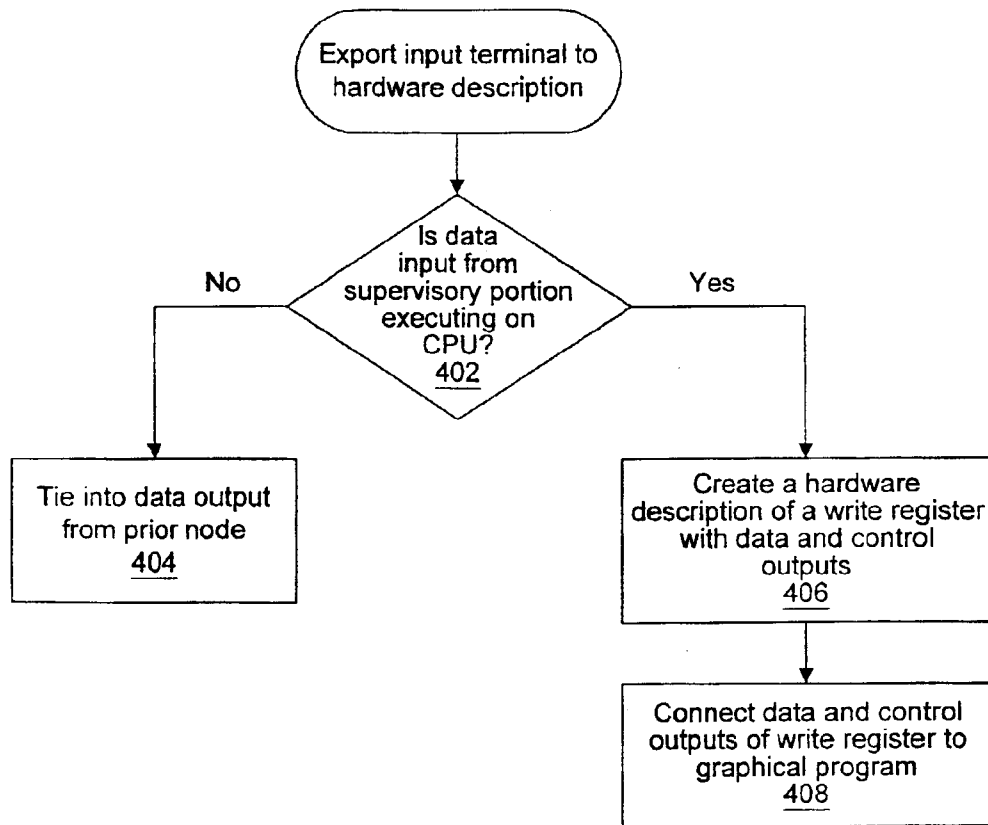 Export input terminal to
hardware description
Is data
input from
supervisory portion
executing on
CPU?
402
No
Yes
Tie into data output
from prior node
404
Create a hardware
description of a write register
with data and control
outputs
406
Connect data and control
outputs of write register to
graphical program
408